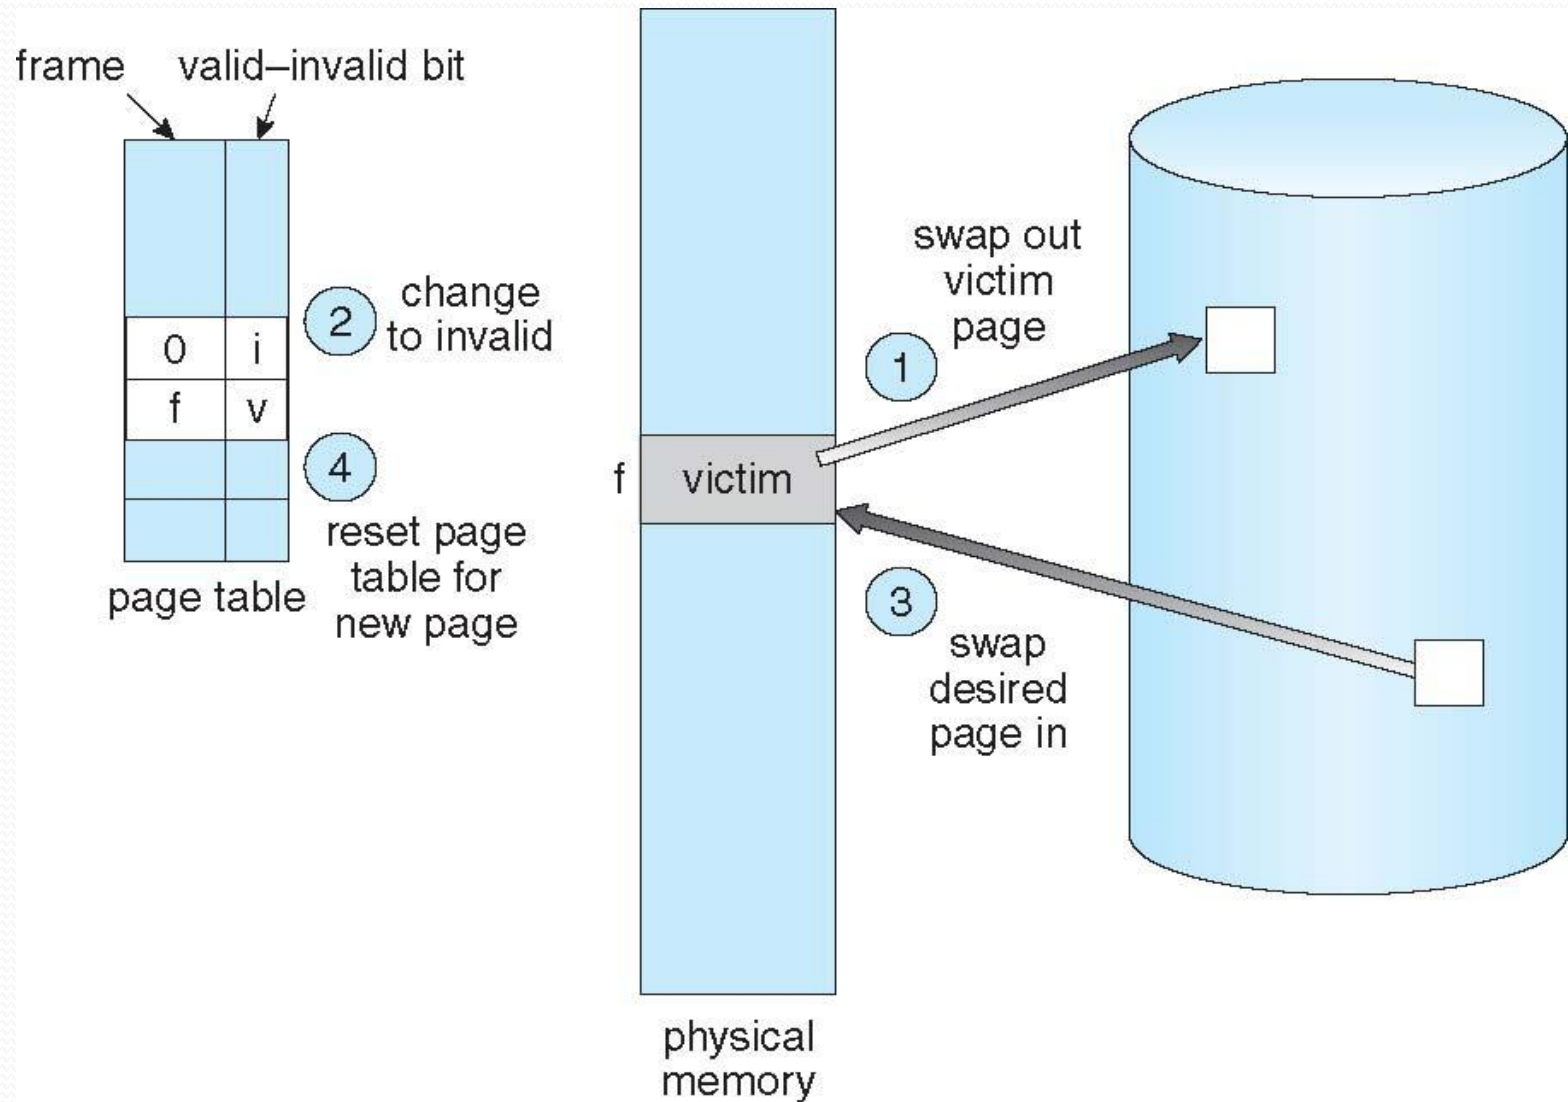 frame
valid–invalid bit
0
i
f
v
2
change
to invalid
4
reset page
table for
new page
page table
f
victim
physical
memory
1
swap out
victim
page
3
swap
desired
page in